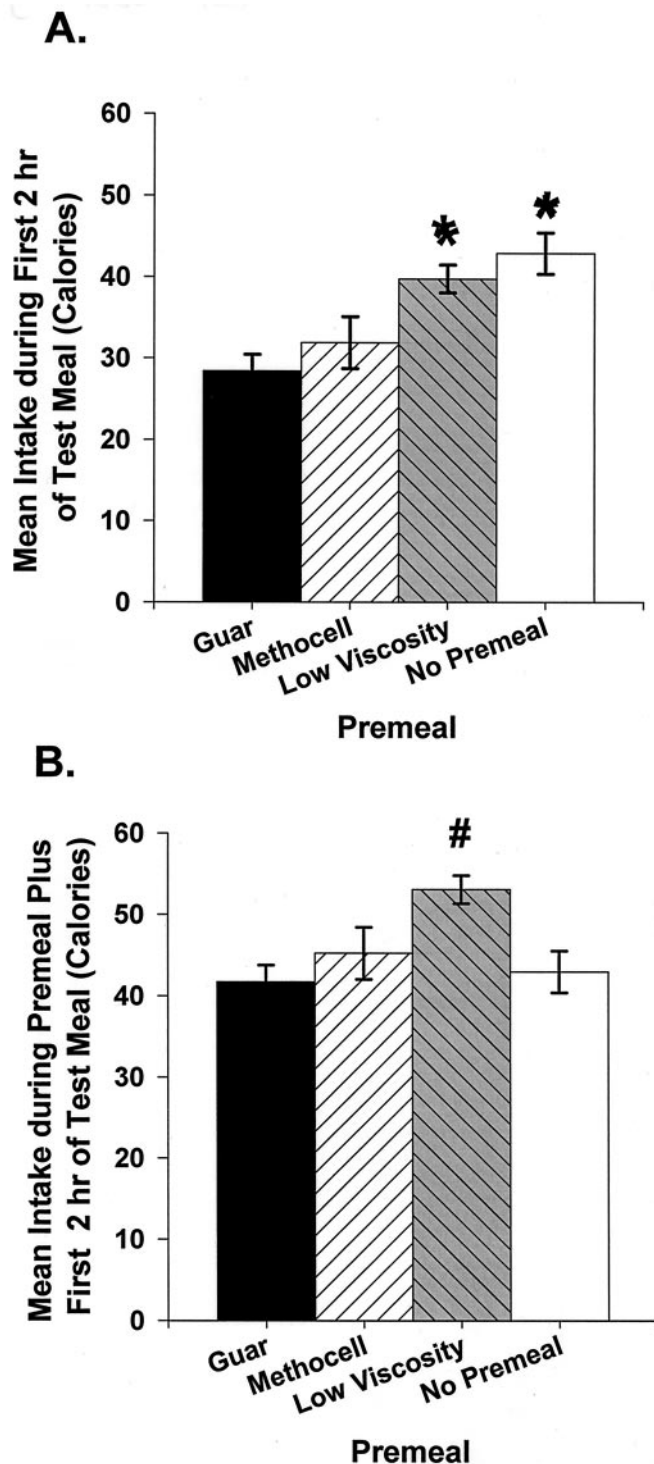 A.
Mean Intake during First 2 hr
of Test Meal (Calories)
60
50
40
30
20
10
0
*
*
Guar
Methocell
Low Viscosity
No Premeal
Premeal
B.
Mean Intake during Premeal Plus
First 2 hr of Test Meal (Calories)
60
50
40
30
20
10
0
#
Guar
Methocell
Low Viscosity
No Premeal
Premeal